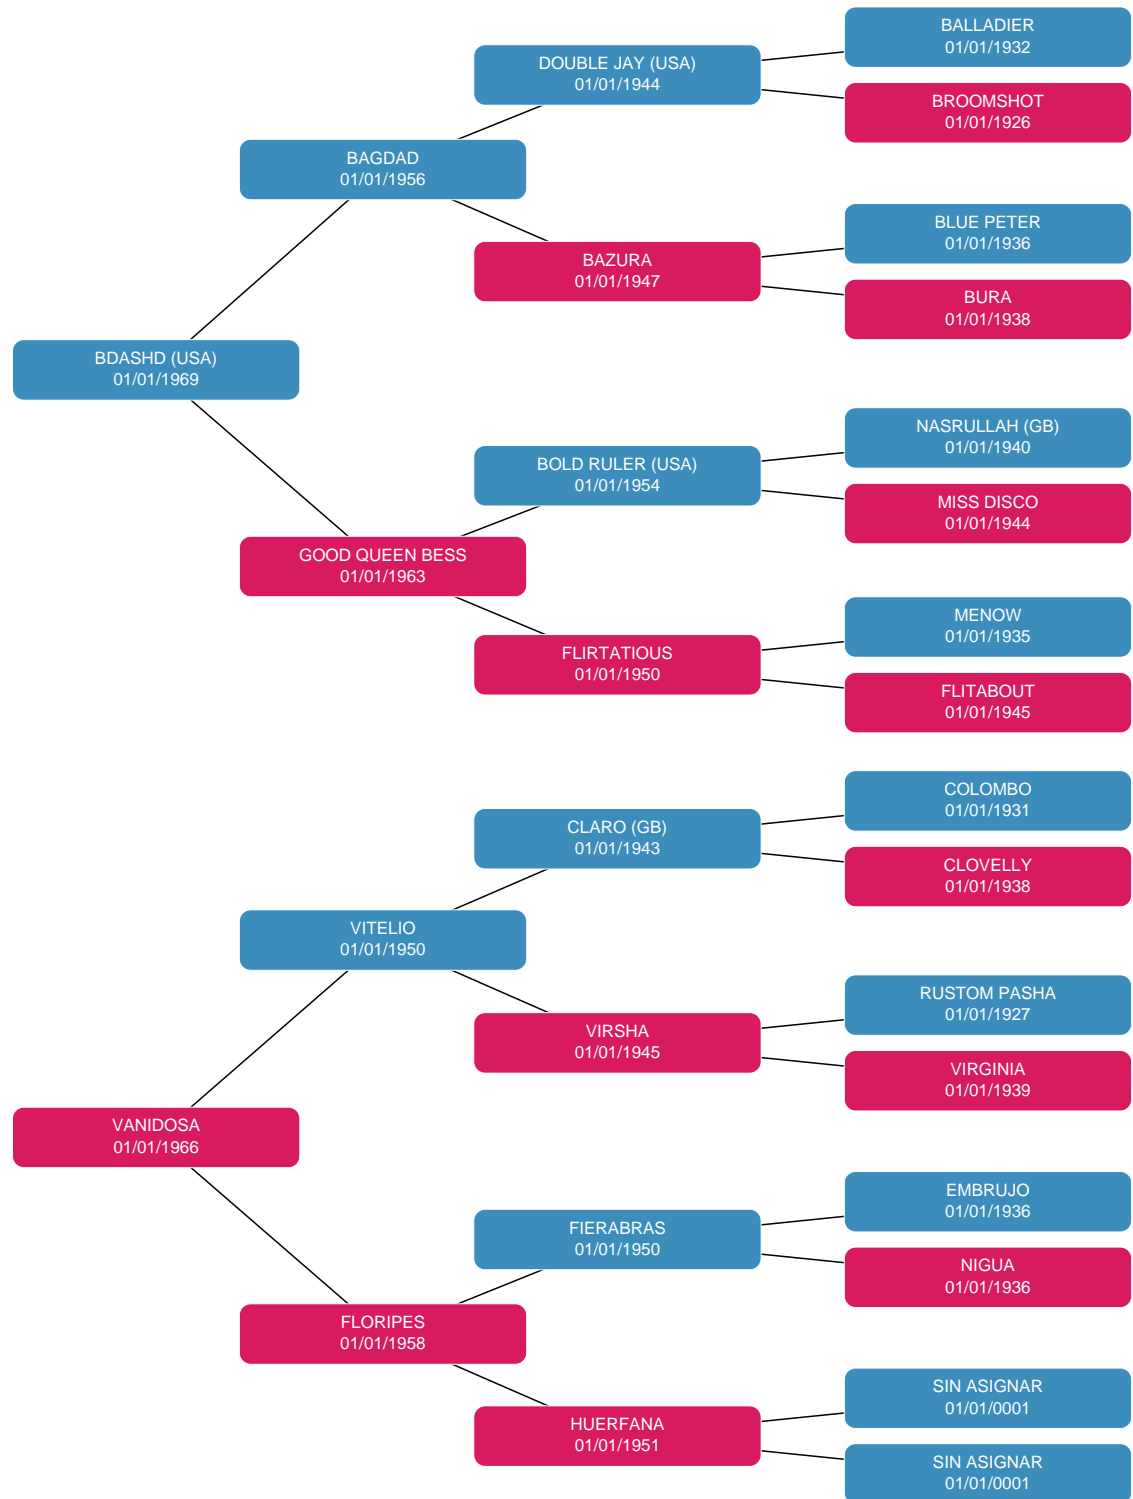 BALLADIER
01/01/1932
DOUBLE JAY (USA)
01/01/1944
BROOMSHOT
01/01/1926
BAGDAD
01/01/1956
BLUE PETER
01/01/1936
BAZURA
01/01/1947
BURA
01/01/1938
BDASHD (USA)
01/01/1969
NASRULLAH (GB)
01/01/1940
BOLD RULER (USA)
01/01/1954
MISS DISCO
01/01/1944
GOOD QUEEN BESS
01/01/1963
MENOW
01/01/1935
FLIRTATIOUS
01/01/1950
FLITABOUT
01/01/1945
COLOMBO
01/01/1931
CLARO (GB)
01/01/1943
CLOVELLY
01/01/1938
VITELIO
01/01/1950
RUSTOM PASHA
01/01/1927
VIRSHA
01/01/1945
VIRGINIA
01/01/1939
VANIDOSA
01/01/1966
EMBRUJO
01/01/1936
FIERABRAS
01/01/1950
NIGUA
01/01/1936
FLORIPES
01/01/1958
SIN ASIGNAR
01/01/0001
HUERFANA
01/01/1951
SIN ASIGNAR
01/01/0001